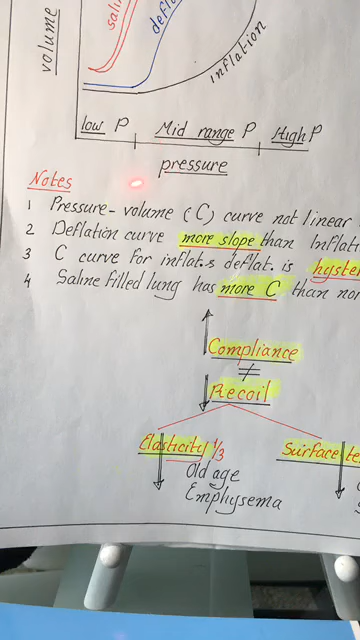 volume
saline
defla
inflation
low P Mid range P High P
pressure
Notes
1 Pressure-volume (C) curve not linear
2 Deflation curve more slope than Inflati
3 C curve for inflat.s deflat. is hyster
4 Saline filled lung has more C than nor
Compliance
≠
Recoil
Elasticity 1/3 Surface te
Old age
Emphysema